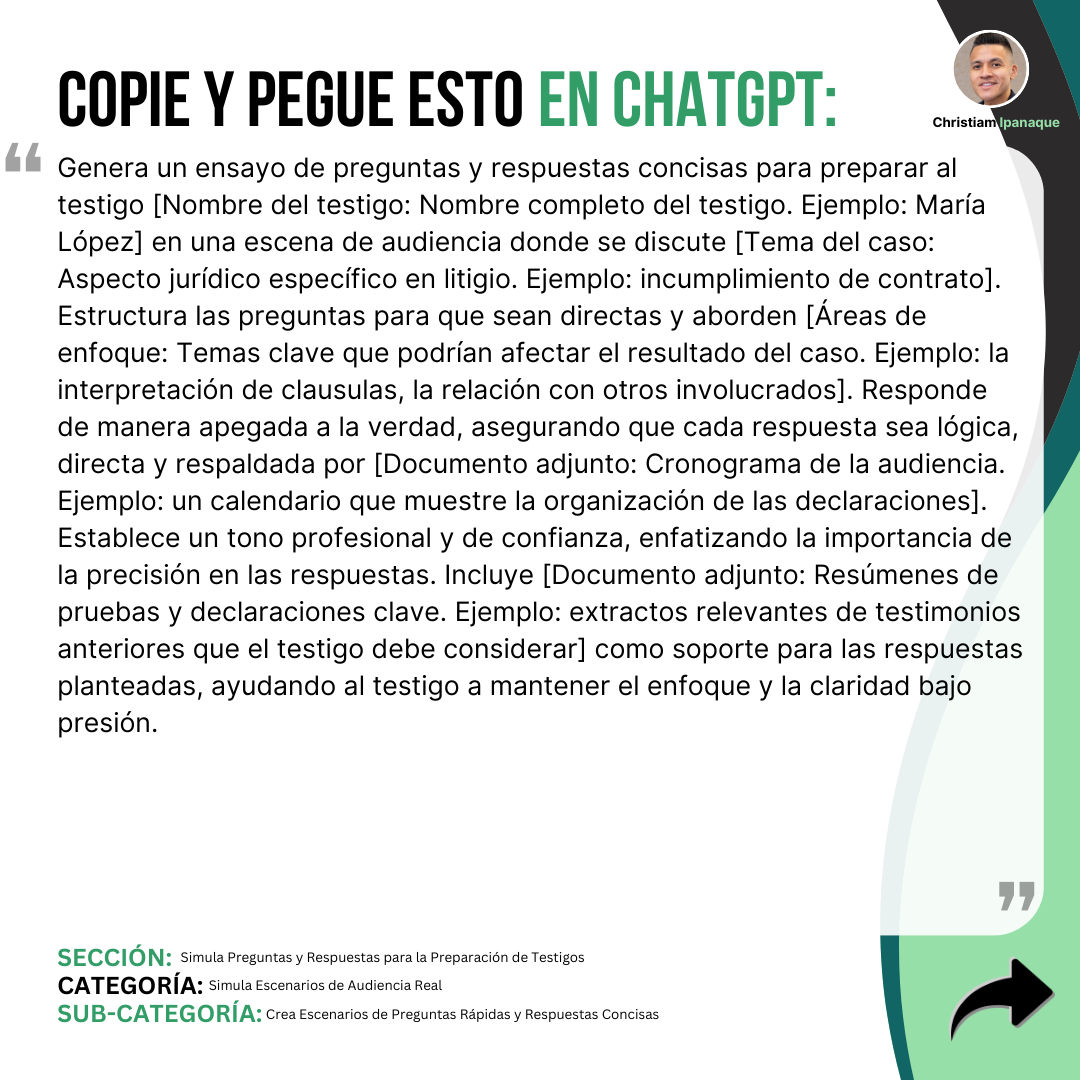 COPIE Y PEGUE ESTO EN CHATGPT:
Christiam Ipanaque
“
Genera un ensayo de preguntas y respuestas concisas para preparar al
testigo [Nombre del testigo: Nombre completo del testigo. Ejemplo: María
López] en una escena de audiencia donde se discute [Tema del caso:
Aspecto jurídico específico en litigio. Ejemplo: incumplimiento de contrato].
Estructura las preguntas para que sean directas y aborden [Áreas de
enfoque: Temas clave que podrían afectar el resultado del caso. Ejemplo: la
interpretación de clausulas, la relación con otros involucrados]. Responde
de manera apegada a la verdad, asegurando que cada respuesta sea lógica,
directa y respaldada por [Documento adjunto: Cronograma de la audiencia.
Ejemplo: un calendario que muestre la organización de las declaraciones].
Establece un tono profesional y de confianza, enfatizando la importancia de
la precisión en las respuestas. Incluye [Documento adjunto: Resúmenes de
pruebas y declaraciones clave. Ejemplo: extractos relevantes de testimonios
anteriores que el testigo debe considerar] como soporte para las respuestas
planteadas, ayudando al testigo a mantener el enfoque y la claridad bajo
presión.
”
SECCIÓN: Simula Preguntas y Respuestas para la Preparación de Testigos
CATEGORÍA: Simula Escenarios de Audiencia Real
SUB-CATEGORÍA: Crea Escenarios de Preguntas Rápidas y Respuestas Concisas